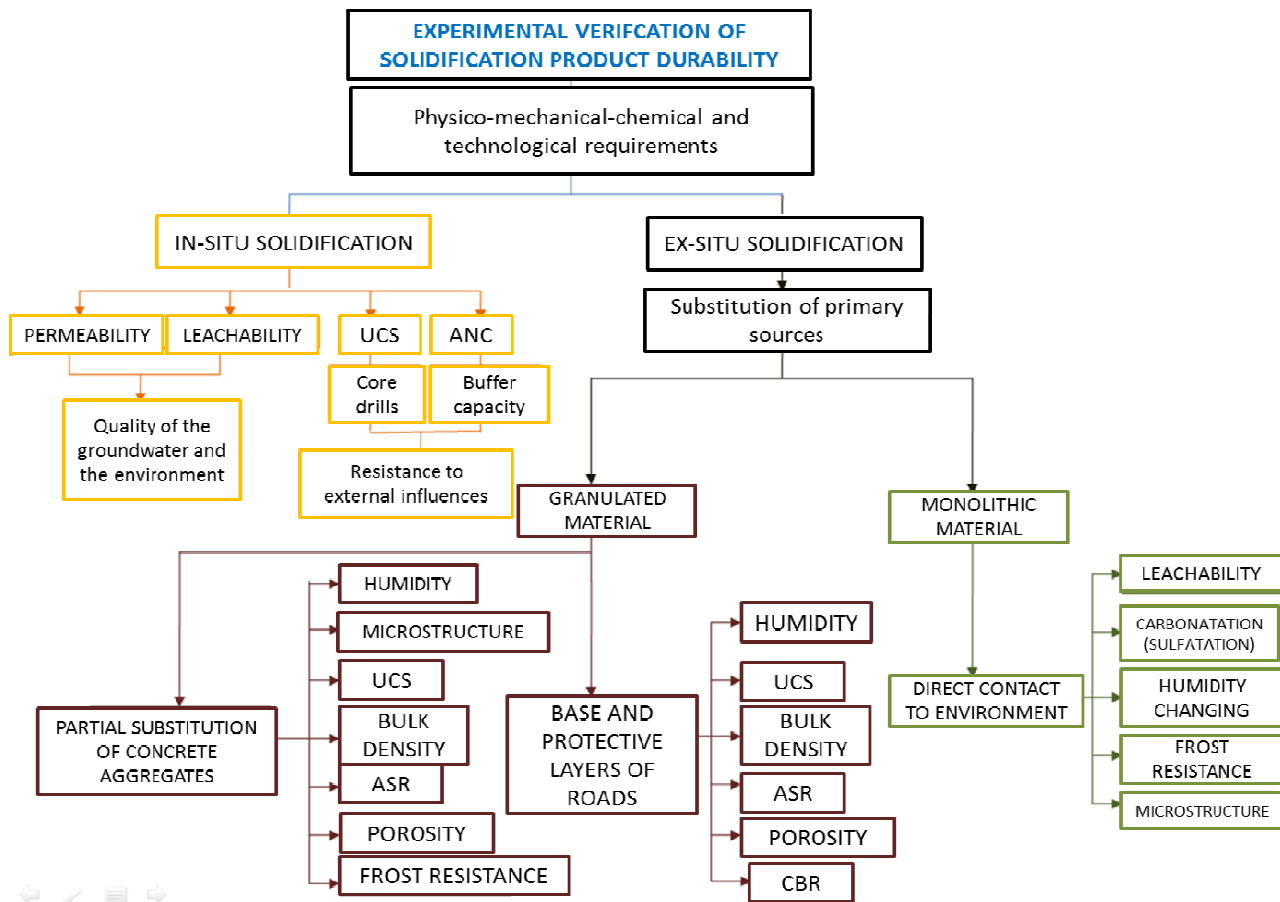 EXPERIMENTAL VERIFCATION OF
SOLIDIFICATION PRODUCT DURABILITY
Physico-mechanical-chemical and
technological requirements
IN-SITU SOLIDIFICATION
EX-SITU SOLIDIFICATION
PERMEABILITY
LEACHABILITY
UCS
ANC
Substitution of primary
sources
Core
drills
Buffer
capacity
Quality of the
groundwater and
the environment
Resistance to
external influences
GRANULATED
MATERIAL
MONOLITHIC
MATERIAL
PARTIAL SUBSTITUTION
OF CONCRETE
AGGREGATES
HUMIDITY
MICROSTRUCTURE
UCS
BULK
DENSITY
ASR
POROSITY
FROST RESISTANCE
BASE AND
PROTECTIVE
LAYERS OF
ROADS
HUMIDITY
UCS
BULK
DENSITY
ASR
POROSITY
CBR
DIRECT CONTACT
TO ENVIRONMENT
LEACHABILITY
CARBONATATION
(SULFATATION)
HUMIDITY
CHANGING
FROST
RESISTANCE
MICROSTRUCTURE